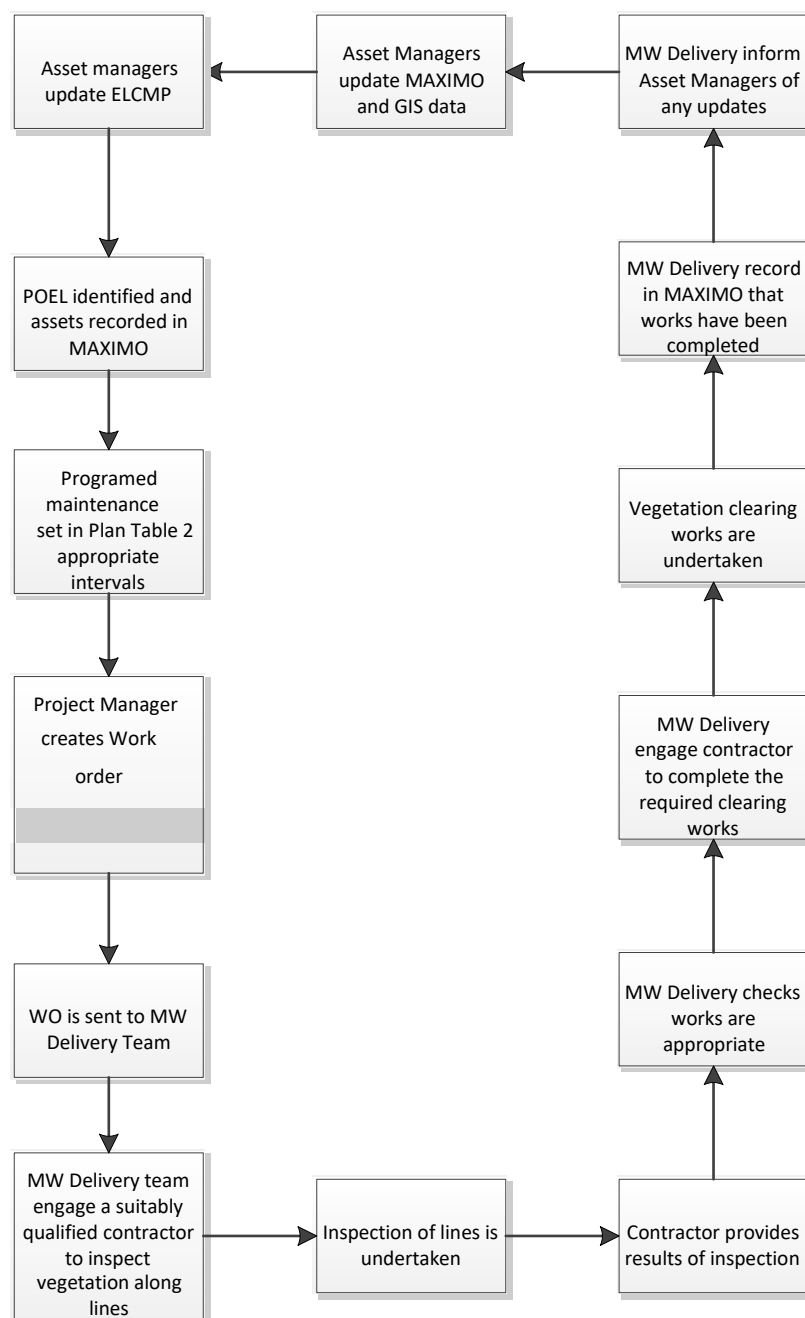 Asset managers
update ELCMP
Asset Managers
update MAXIMO
and GIS data
MW Delivery inform
Asset Managers of
any updates
POEL identified and
assets recorded in
MAXIMO
MW Delivery record
in MAXIMO that
works have been
completed
Programed
maintenance
set in Plan Table 2
appropriate
intervals
Vegetation clearing
works are
undertaken
Project Manager
creates Work
order
MW Delivery
engage contractor
to complete the
required clearing
works
WO is sent to MW
Delivery Team
MW Delivery checks
works are
appropriate
MW Delivery team
engage a suitably
qualified contractor
to inspect
vegetation along
lines
Inspection of lines is
undertaken
Contractor provides
results of inspection